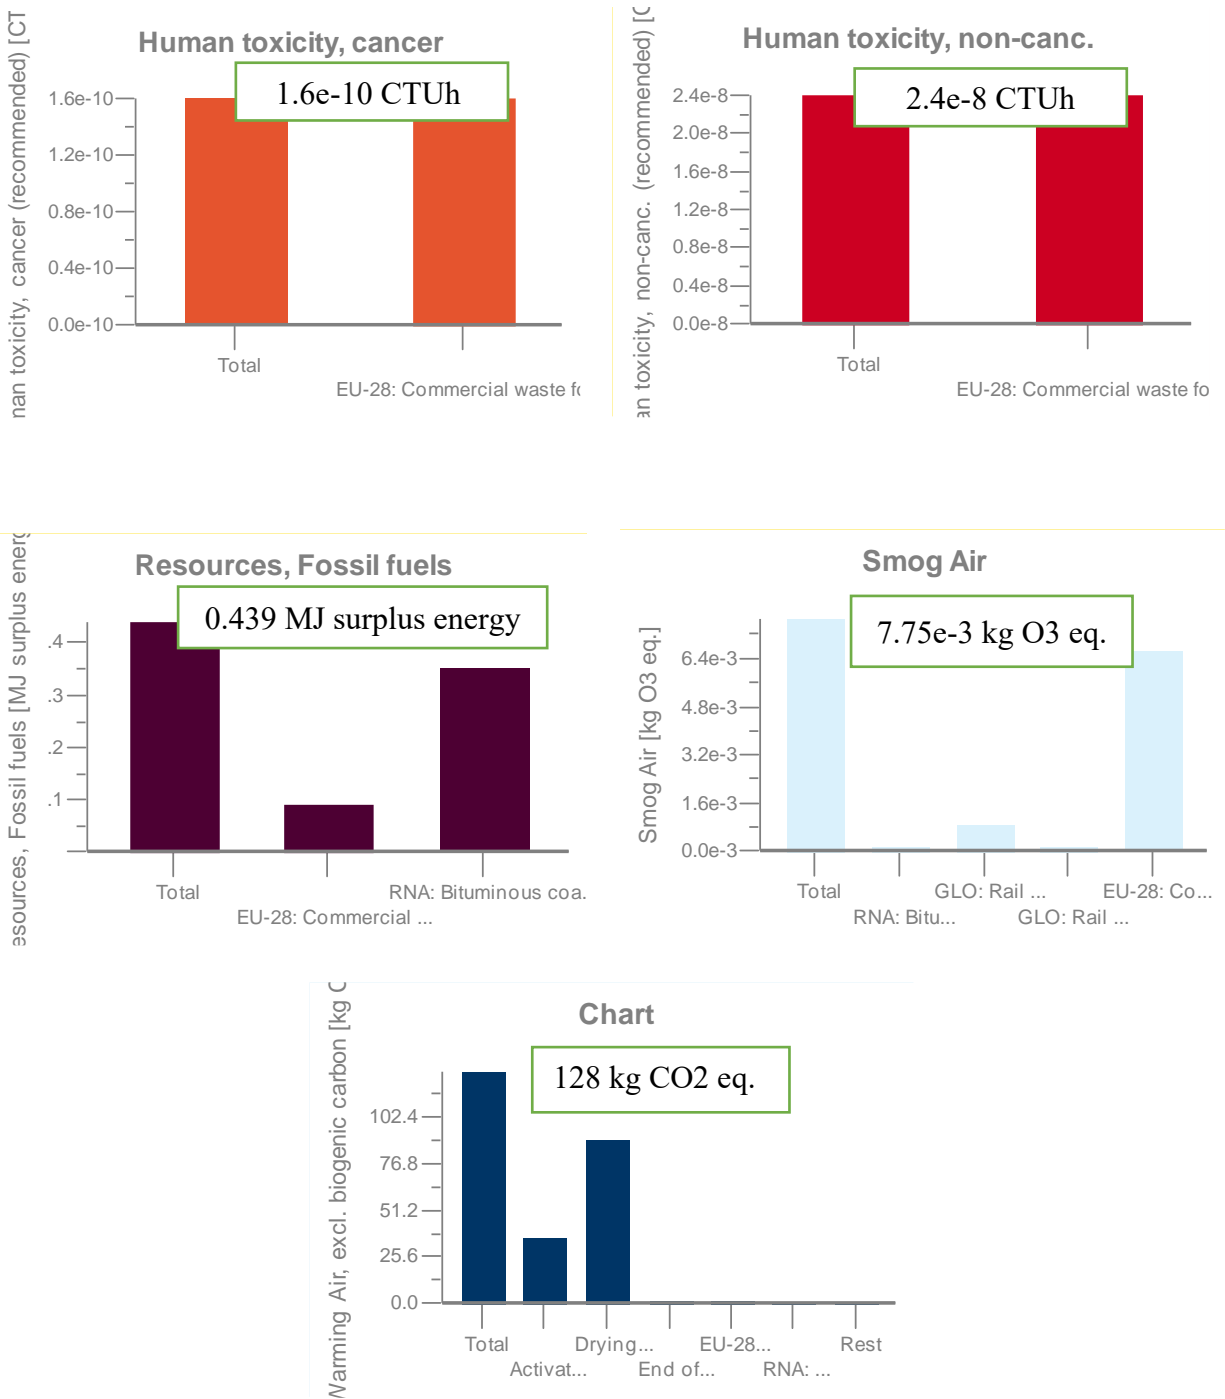 Human toxicity, cancer
1.6e-10 CTUh
toxicity, cancer (recommended) [CT
1.6e-10
1.2e-10
0.8e-10
0.4e-10
0.0e-10
Total
EU-28: Commercial waste
Human toxicity, non-canc.
2.4e-8 CTUh
toxicity, non-canc. (recommended)
2.4e-8
2.0e-8
1.6e-8
1.2e-8
0.8e-8
0.4e-8
0.0e-8
Total
EU-28: Commercial waste fo
Resources, Fossil fuels
0.439 MJ surplus energy
Fossil fuels [MJ surplus
.4
.3
.2
.1
Total
RNA: Bituminous coa.
EU-28: Commercial ...
Smog Air
7.75e-3 kg O3 eq.
Smog Air [kg O3 eq.]
6.4e-3
4.8e-3
3.2e-3
1.6e-3
0.0e-3
Total
GLO: Rail ...
EU-28: Co...
RNA: Bitu...
GLO: Rail ...
Chart
128 kg CO2 eq.
Warming Air, excl. biogenic carbon [kg C
102.4
76.8
51.2
25.6
0.0
Total
Drying...
EU-28...
Rest
Activat...
End of...
RNA: ...